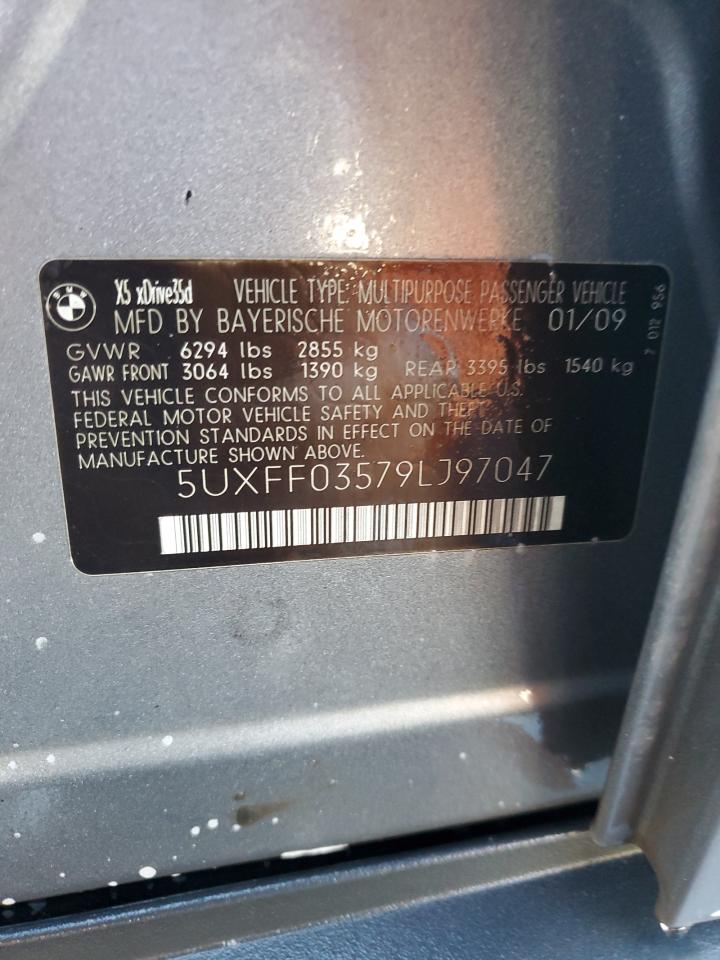 BMW X5 xDrive35d VEHICLE TYPE: MULTIPURPOSE PASSENGER VEHICLE
MFD BY BAYERISCHE MOTORENWERKE 01/09
GVWR 6294 lbs 2855 kg
GAWR FRONT 3064 lbs 1390 kg REAR 3395 lbs 1540 kg
THIS VEHICLE CONFORMS TO ALL APPLICABLE U.S.
FEDERAL MOTOR VEHICLE SAFETY AND THEFT
PREVENTION STANDARDS IN EFFECT ON THE DATE OF
MANUFACTURE SHOWN ABOVE.
5UXFF03579LJ97047
7 012 956